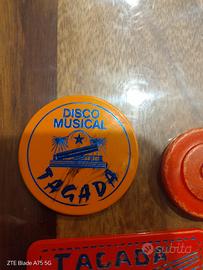 DISCO
MUSICAL
TAGADA
TAGADA
ZTE Blade A75 5G
subito